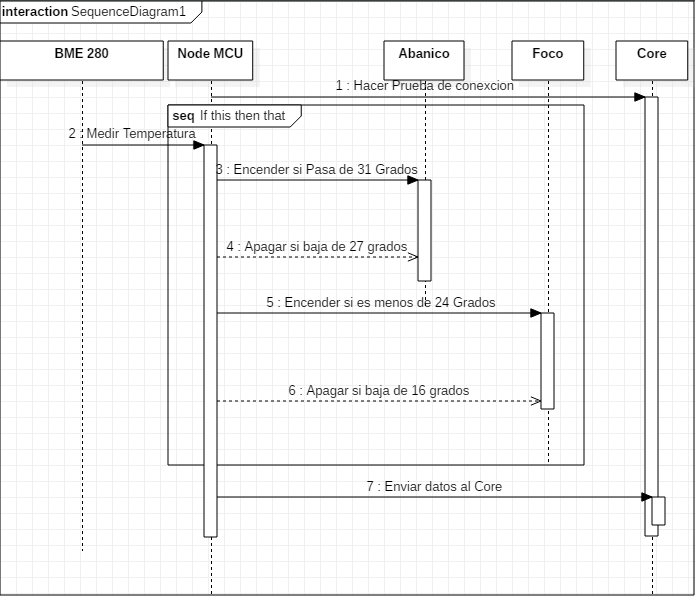 interaction SequenceDiagram1
BME 280
Node MCU
Abanico
Foco
Core
1 : Hacer Prueba de conexcion
seq If this then that
2 : Medir Temperatura
3 : Encender si Pasa de 31 Grados
4 : Apagar si baja de 27 grados
5 : Encender si es menos de 24 Grados
6 : Apagar si baja de 16 grados
7 : Enviar datos al Core